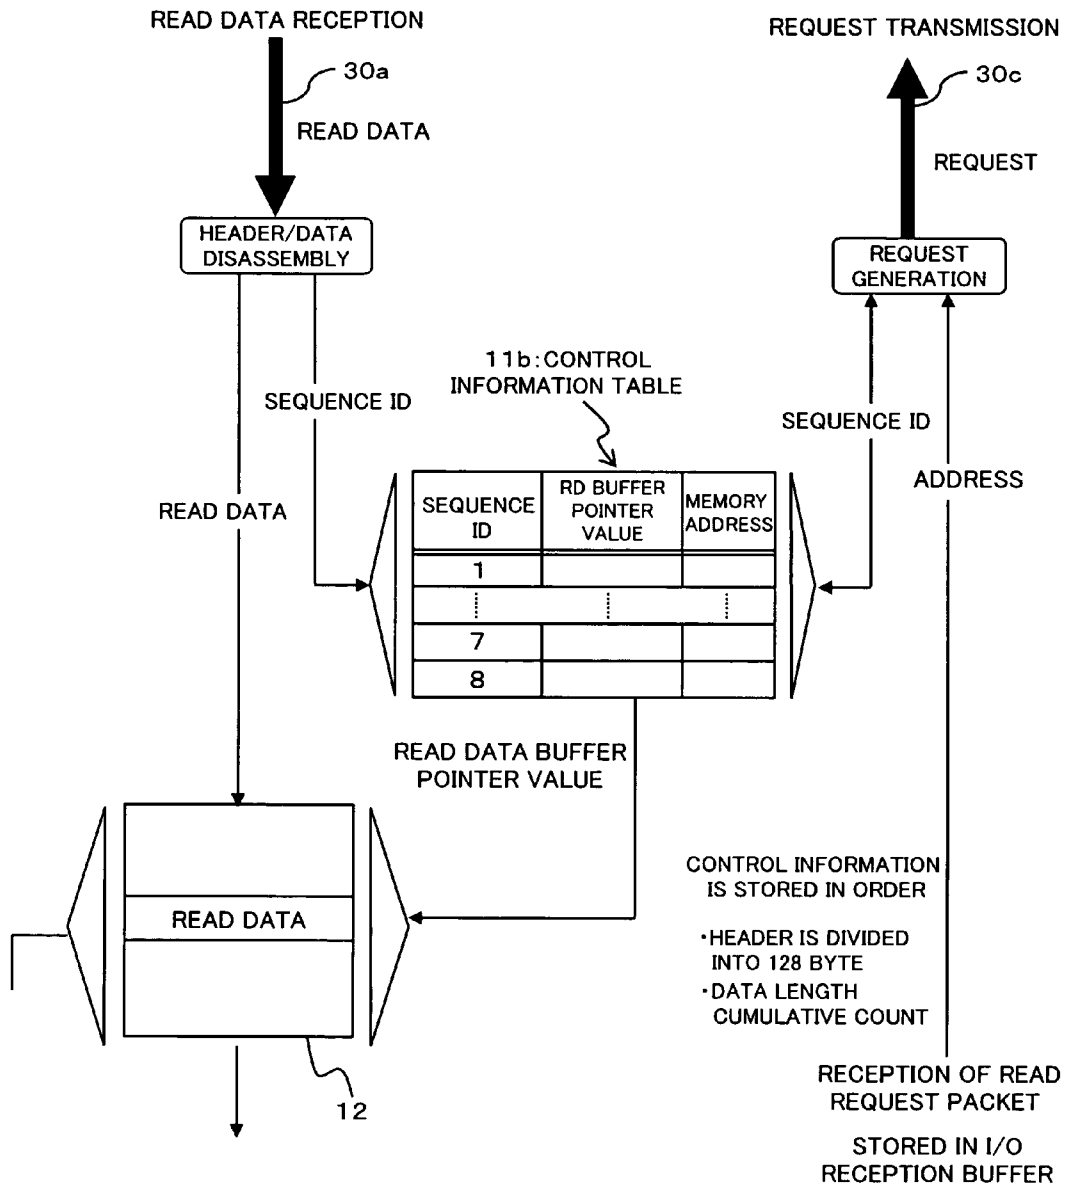 READ DATA RECEPTION
30a
READ DATA
HEADER/DATA
DISASSEMBLY
REQUEST TRANSMISSION
30c
REQUEST
REQUEST
GENERATION
11b:CONTROL
INFORMATION TABLE
SEQUENCE ID
SEQUENCE ID
ADDRESS
READ DATA
SEQUENCE
ID
RD BUFFER
POINTER
VALUE
MEMORY
ADDRESS
1
7
8
READ DATA BUFFER
POINTER VALUE
READ DATA
12
CONTROL INFORMATION
IS STORED IN ORDER
・HEADER IS DIVIDED
INTO 128 BYTE
・DATA LENGTH
CUMULATIVE COUNT
RECEPTION OF READ
REQUEST PACKET
STORED IN I/O
RECEPTION BUFFER